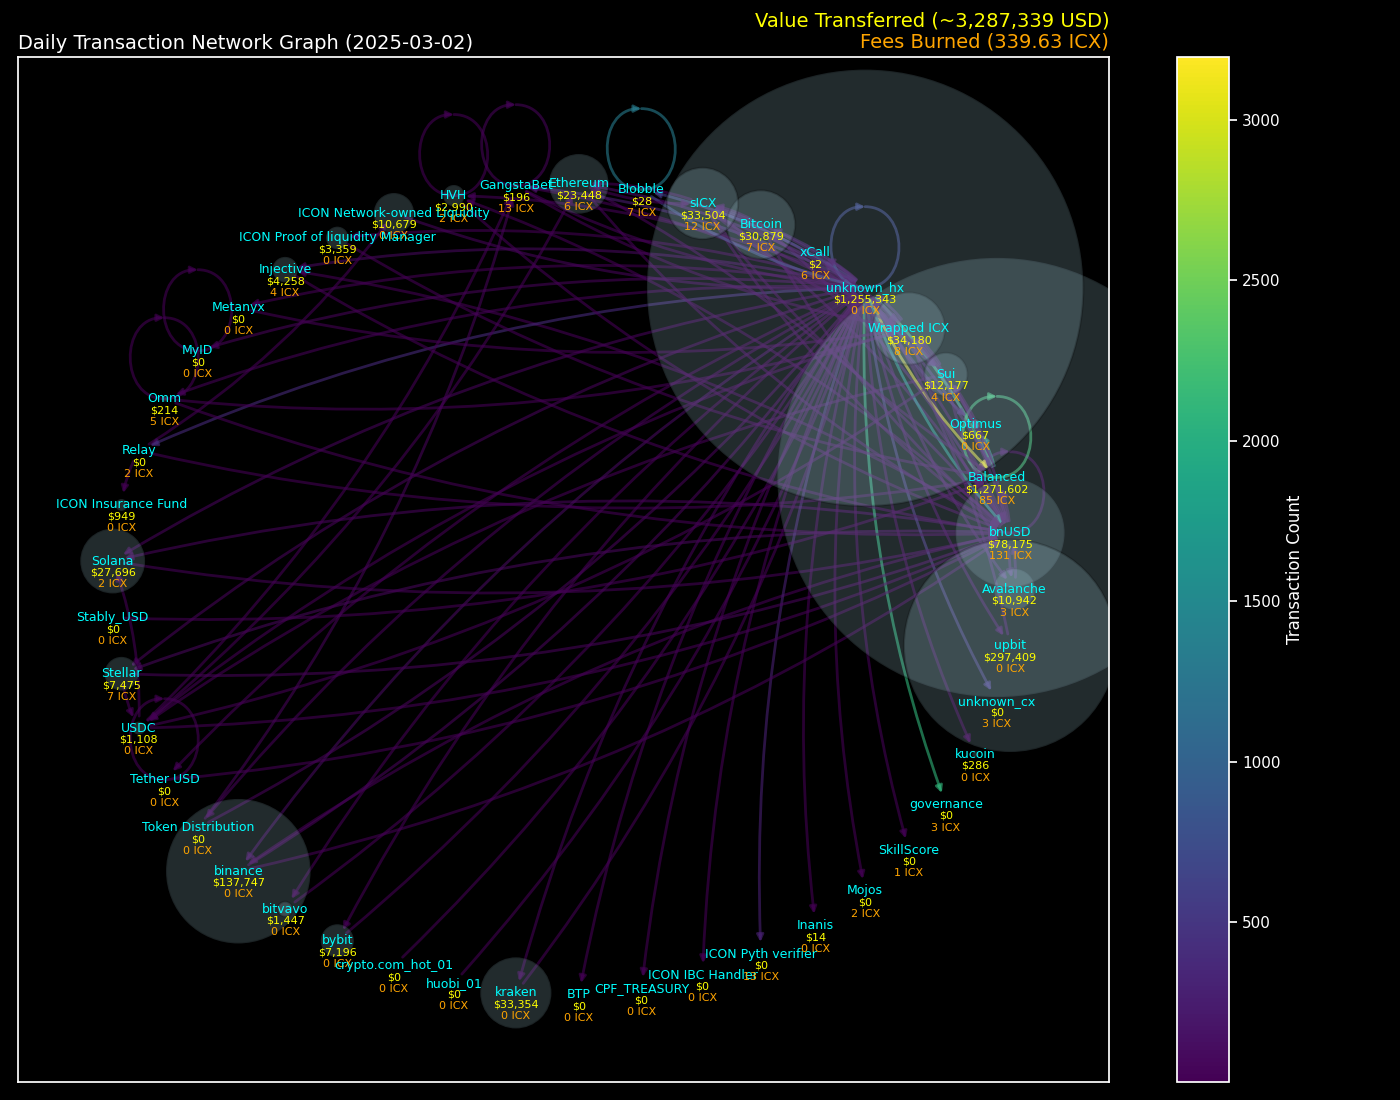 Value Transferred (~3,287,339 USD)
Daily Transaction Network Graph (2025-03-02)
Fees Burned (339.63 ICX)
HVH
$2,990
2 ICX
GangstaBet
$196
13 ICX
Ethereum
$23,448
6 ICX
Blobble
$28
7 ICX
sICX
$33,504
12 ICX
Bitcoin
$30,879
7 ICX
xCall
$2
6 ICX
unknown_hx
$1,255,343
0 ICX
Wrapped ICX
$34,180
8 ICX
Sui
$12,177
4 ICX
Optimus
$667
6 ICX
Balanced
$1,271,602
85 ICX
bnUSD
$78,175
131 ICX
Avalanche
$10,942
3 ICX
upbit
$297,409
0 ICX
unknown_cx
$0
3 ICX
kucoin
$286
0 ICX
governance
$0
3 ICX
SkillScore
$0
1 ICX
Mojos
$0
2 ICX
Inanis
$14
0 ICX
ICON Pyth verifier
$0
13 ICX
ICON IBC Handler
$0
0 ICX
CPF_TREASURY
$0
0 ICX
BTP
$0
0 ICX
kraken
$33,354
0 ICX
huobi_01
$0
0 ICX
crypto.com_hot_01
$0
0 ICX
bybit
$7,196
0 ICX
bitvavo
$1,447
0 ICX
binance
$137,747
0 ICX
Token Distribution
$0
0 ICX
Tether USD
$0
0 ICX
USDC
$1,108
0 ICX
Stellar
$7,475
7 ICX
Stably_USD
$0
0 ICX
Solana
$27,696
2 ICX
ICON Insurance Fund
$949
0 ICX
Relay
$0
2 ICX
Omm
$214
5 ICX
MyID
$0
0 ICX
Metanyx
$0
0 ICX
Injective
$4,258
4 ICX
ICON Proof of liquidity Manager
$3,359
0 ICX
ICON Network-owned Liquidity
$10,679
0 ICX
3000
2500
2000
1500
1000
500
Transaction Count